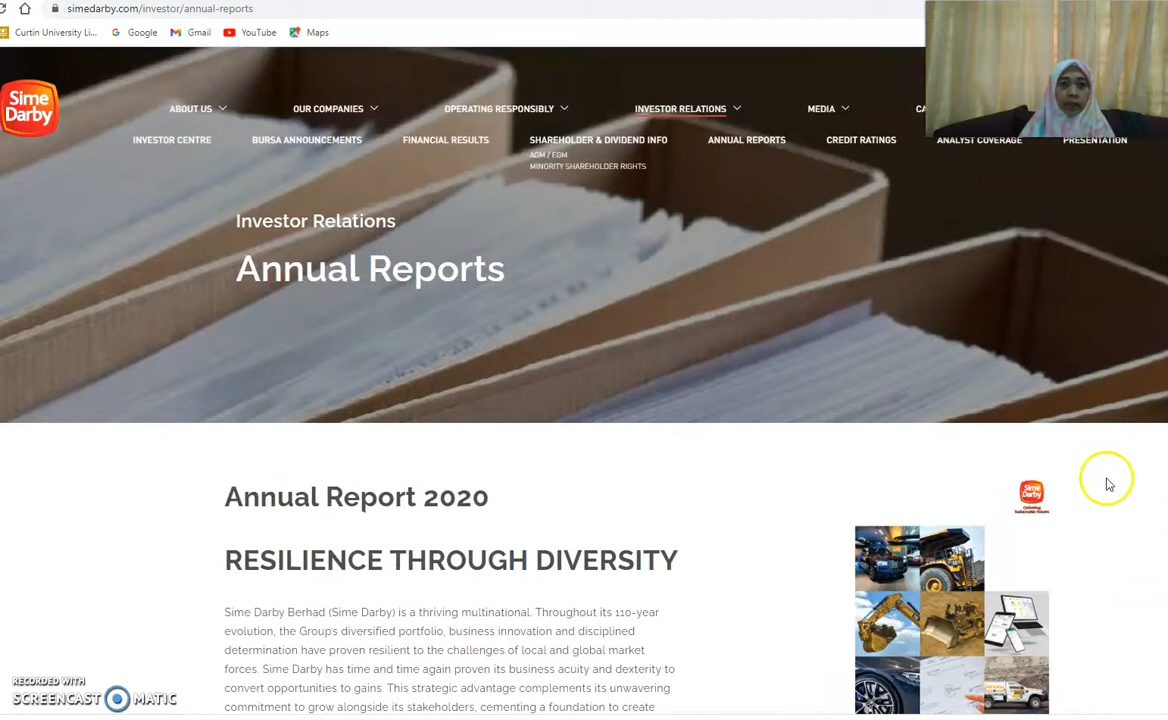 simedarby.com/investor/annual-reports
Curtin University Li... Google Gmail YouTube Maps
Sime
Darby
ABOUT US OUR COMPANIES OPERATING RESPONSIBLY INVESTOR RELATIONS MEDIA CA
INVESTOR CENTRE BURSA ANNOUNCEMENTS FINANCIAL RESULTS SHAREHOLDER & DIVIDEND INFO ANNUAL REPORTS CREDIT RATINGS ANALYST COVERAGE PRESENTATION
AGM / EGM
MINORITY SHAREHOLDER RIGHTS
Investor Relations
Annual Reports
Annual Report 2020
Sime
Darby
RESILIENCE THROUGH DIVERSITY
Sime Darby Berhad (Sime Darby) is a thriving multinational. Throughout its 110-year
evolution, the Group's diversified portfolio, business innovation and disciplined
determination have proven resilient to the challenges of local and global market
forces. Sime Darby has time and time again proven its business acuity and dexterity to
convert opportunities to gains. This strategic advantage complements its unwavering
commitment to grow alongside its stakeholders, cementing a foundation to create
RECORDED WITH
SCREENCAST MATIC